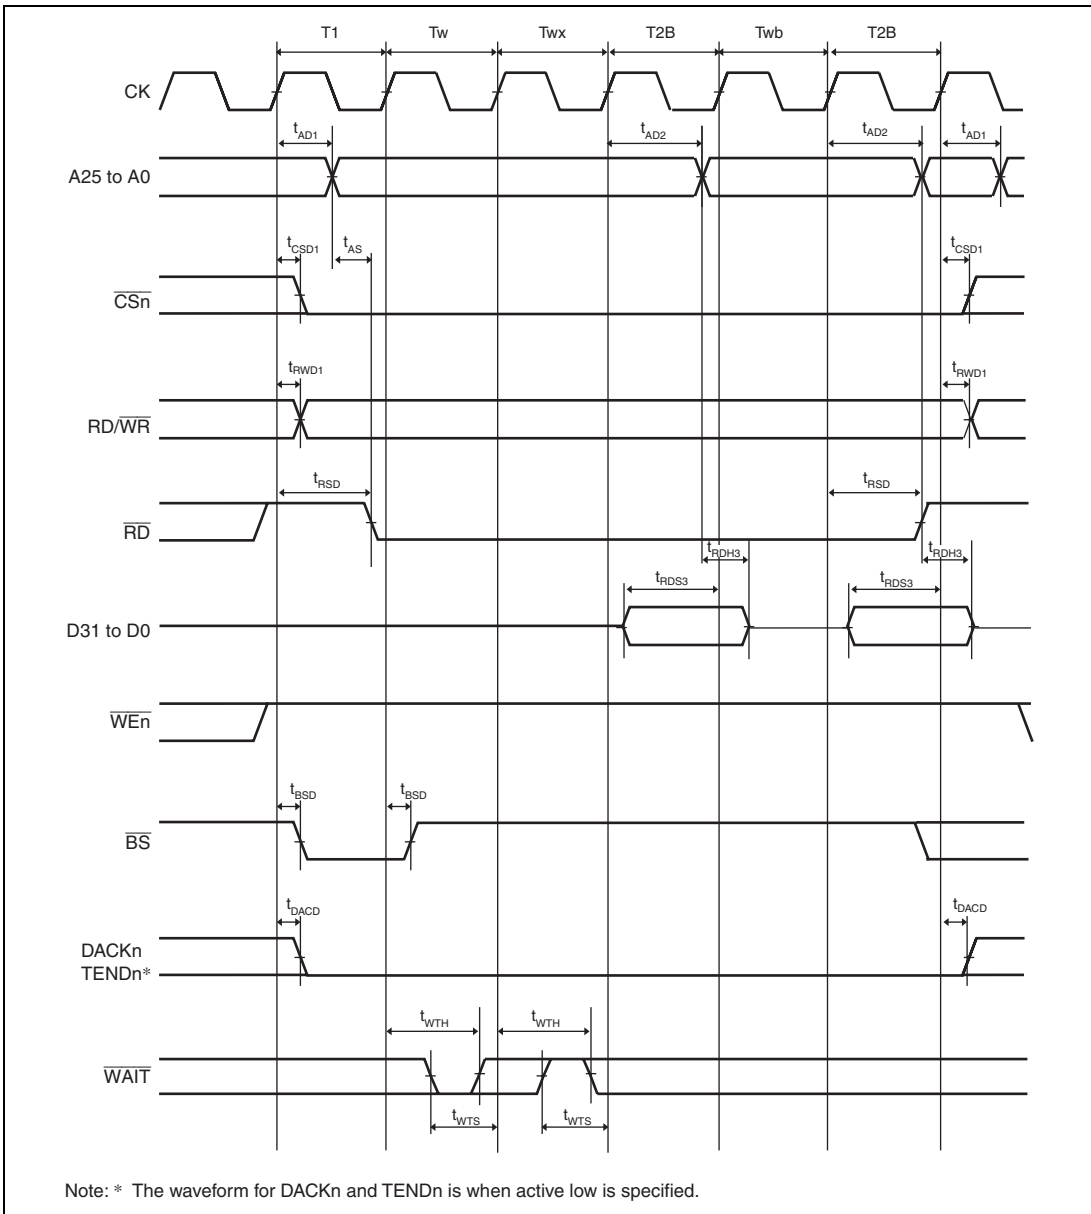 T1 Tw Twx T2B Twb T2B
CK
tAD1 tAD2 tAD2 tAD1
A25 to A0
tCSD1 tAS tCSD1
CSn
tRWD1 tRWD1
RD/WR
tRSD tRSD
RD
tRDH3 tRDH3
tRDS3 tRDS3
D31 to D0
WEn
tBSD tBSD
BS
tDACD tDACD
DACKn
TENDn*
tWTH tWTH
WAIT
tWTS tWTS
Note: * The waveform for DACKn and TENDn is when active low is specified.